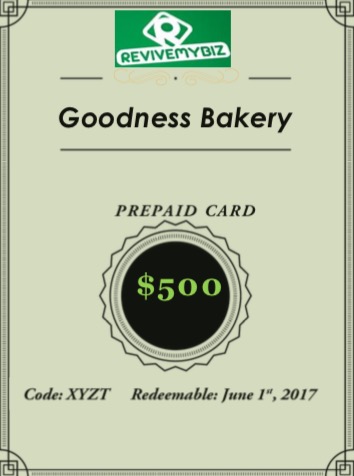 REVIVEMYBIZ
Goodness Bakery
PREPAID CARD
$500
Code: XYZT Redeemable: June 1st, 2017